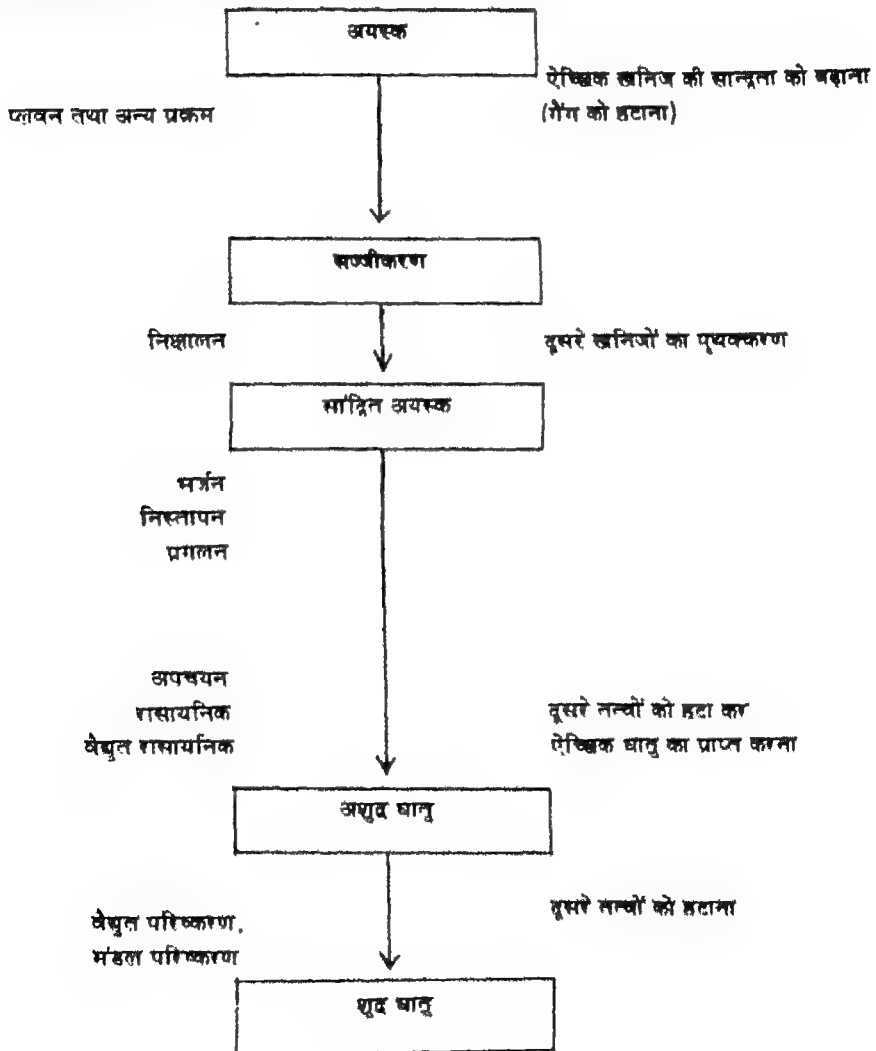 अयस्क
ऐच्छिक खनिज की सान्द्रता को बढ़ाना
प्लावन तथा अन्य प्रक्रम
(गैंग को हटाना)
सज्जीकरण
निक्षालन
दूसरे खनिजों का पृथक्करण
सांद्रित अयस्क
भर्जन
निस्तापन
प्रगलन
अपचयन
रासायनिक
दूसरे तत्वों को हटा कर
वैद्युत रासायनिक
ऐच्छिक धातु का प्राप्त करना
अशुद्ध धातु
दूसरे तत्वों को हटाना
वैद्युत परिष्करण,
मंडल परिष्करण
शुद्ध धातु